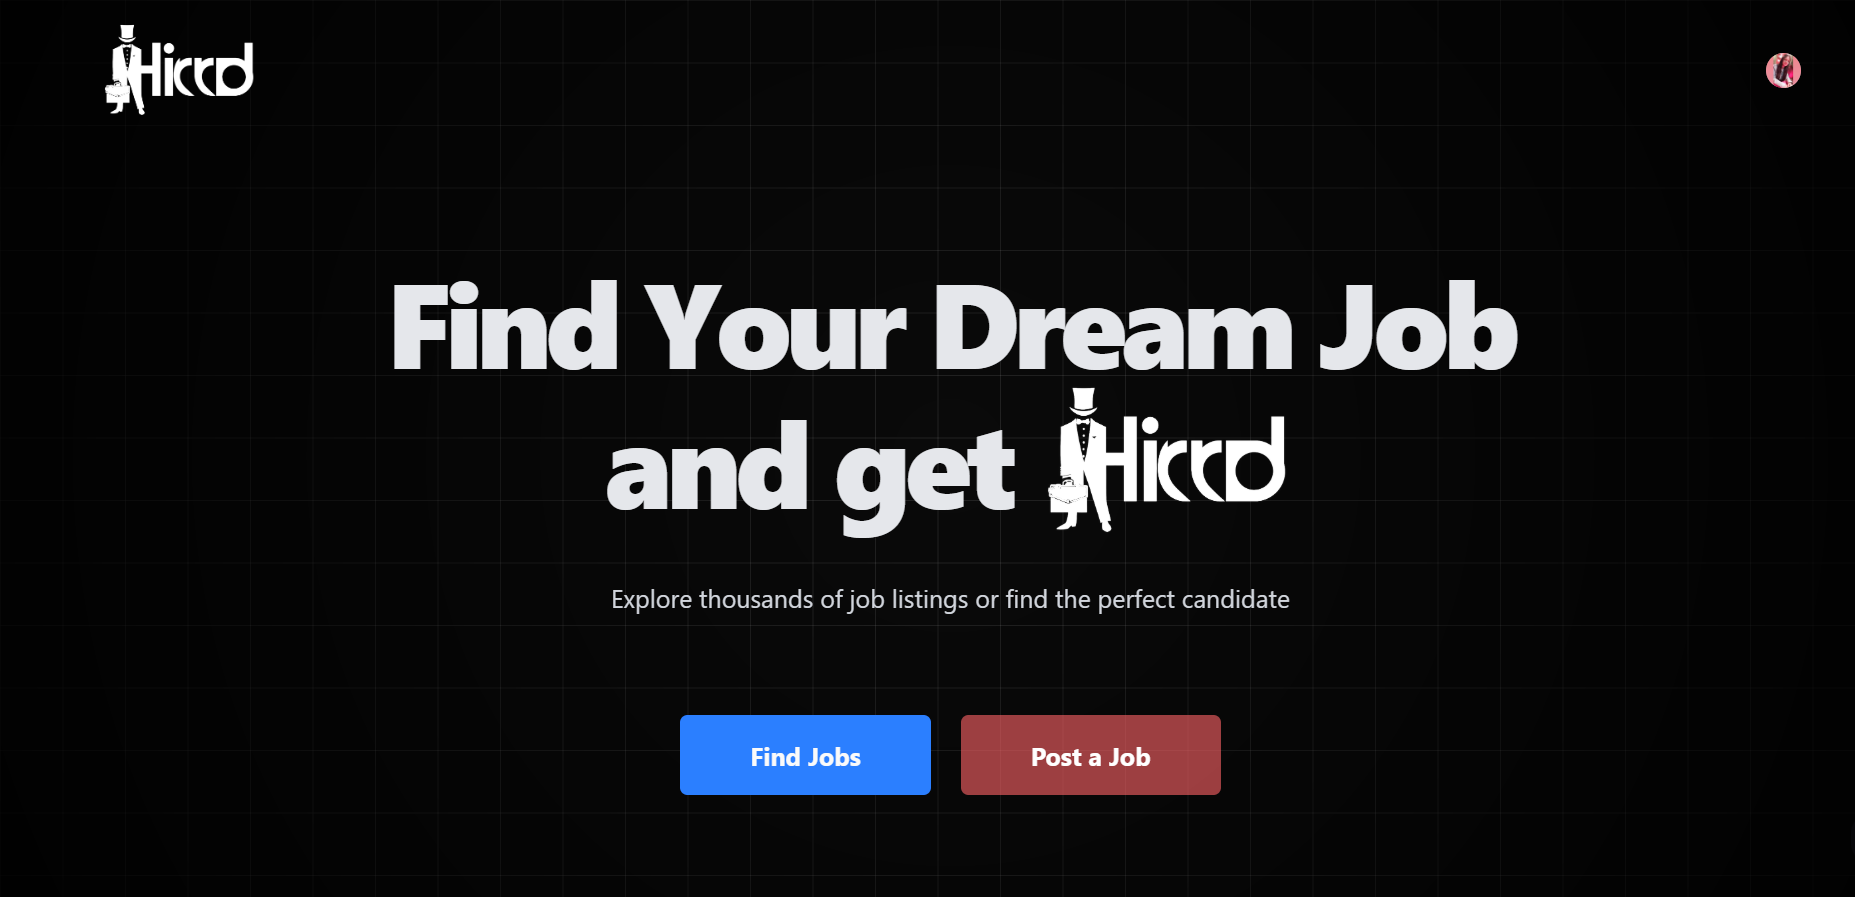 Hirrd
Find Your Dream Job
and get Hirrd
Explore thousands of job listings or find the perfect candidate
Find Jobs
Post a Job